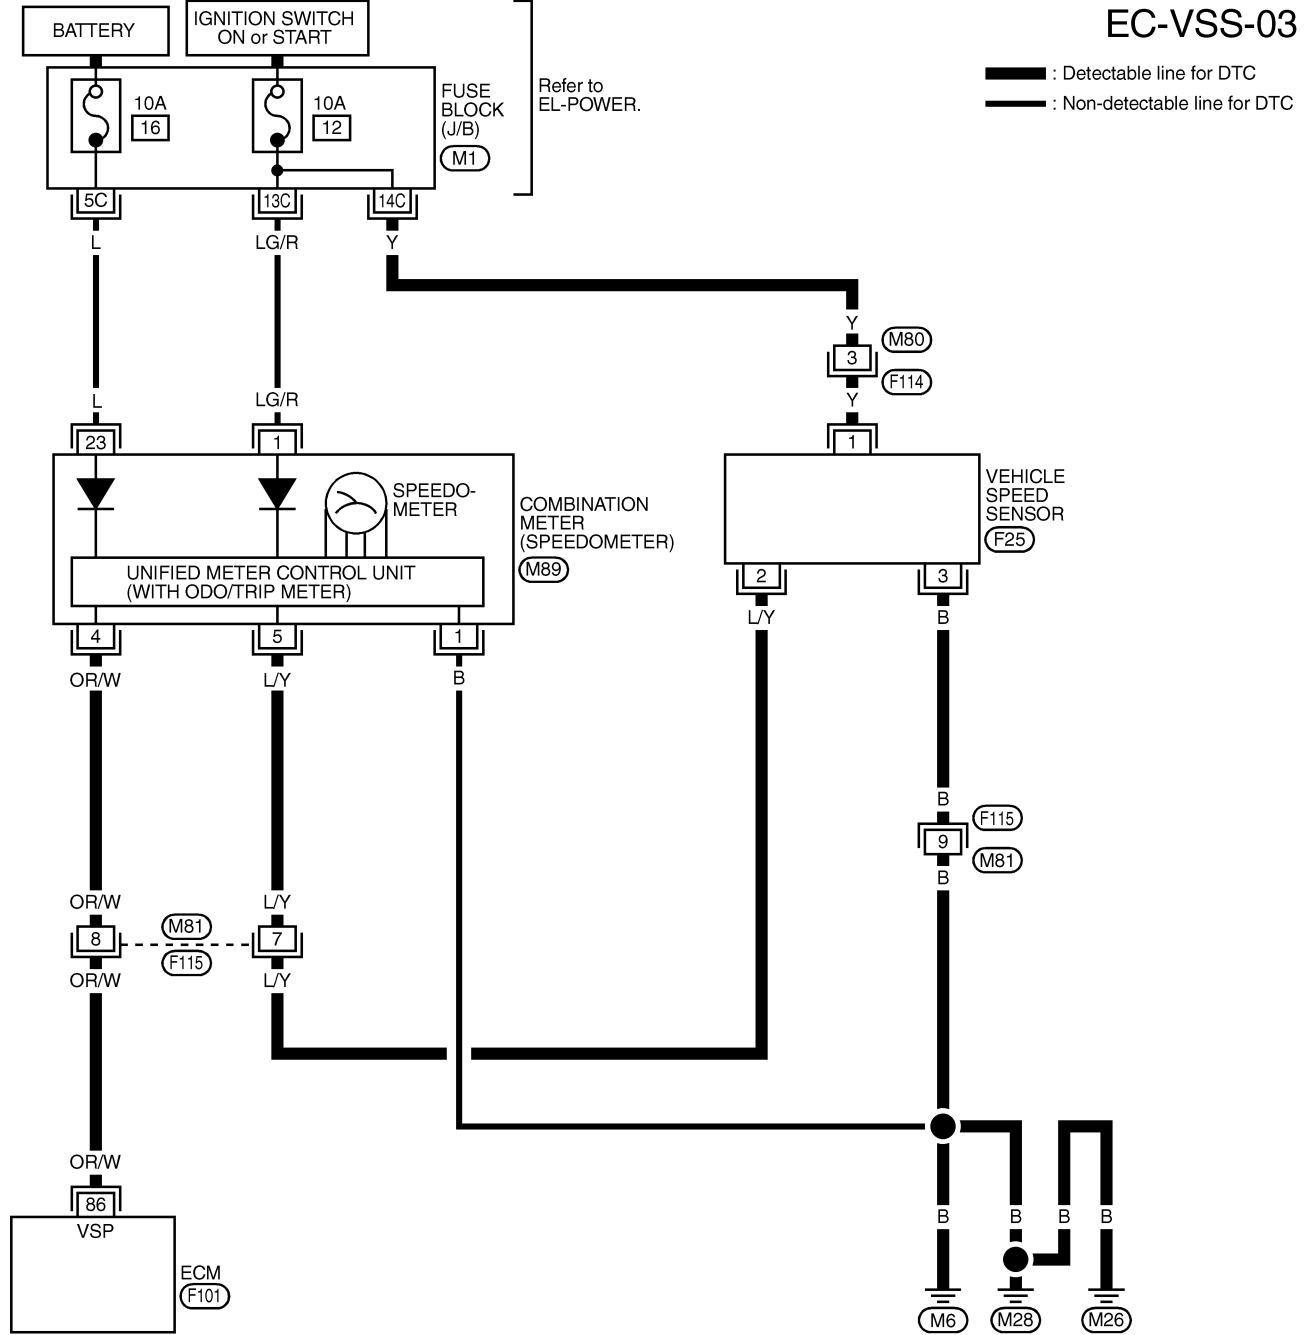 EC-VSS-03
BATTERY
IGNITION SWITCH
ON or START
: Detectable line for DTC
: Non-detectable line for DTC
10A
16
10A
12
FUSE
BLOCK
(J/B)
M1
Refer to
EL-POWER.
5C
13C
14C
L
LG/R
Y
Y
M80
3
F114
L
LG/R
Y
23
1
1
SPEEDO-
METER
COMBINATION
METER
(SPEEDOMETER)
M89
VEHICLE
SPEED
SENSOR
F25
UNIFIED METER CONTROL UNIT
(WITH ODO/TRIP METER)
2
3
4
5
1
L/Y
B
OR/W
L/Y
B
B
F115
9
M81
B
OR/W
L/Y
M81
8
7
F115
OR/W
L/Y
OR/W
86
VSP
ECM
F101
B
B
B
B
M6
M28
M26